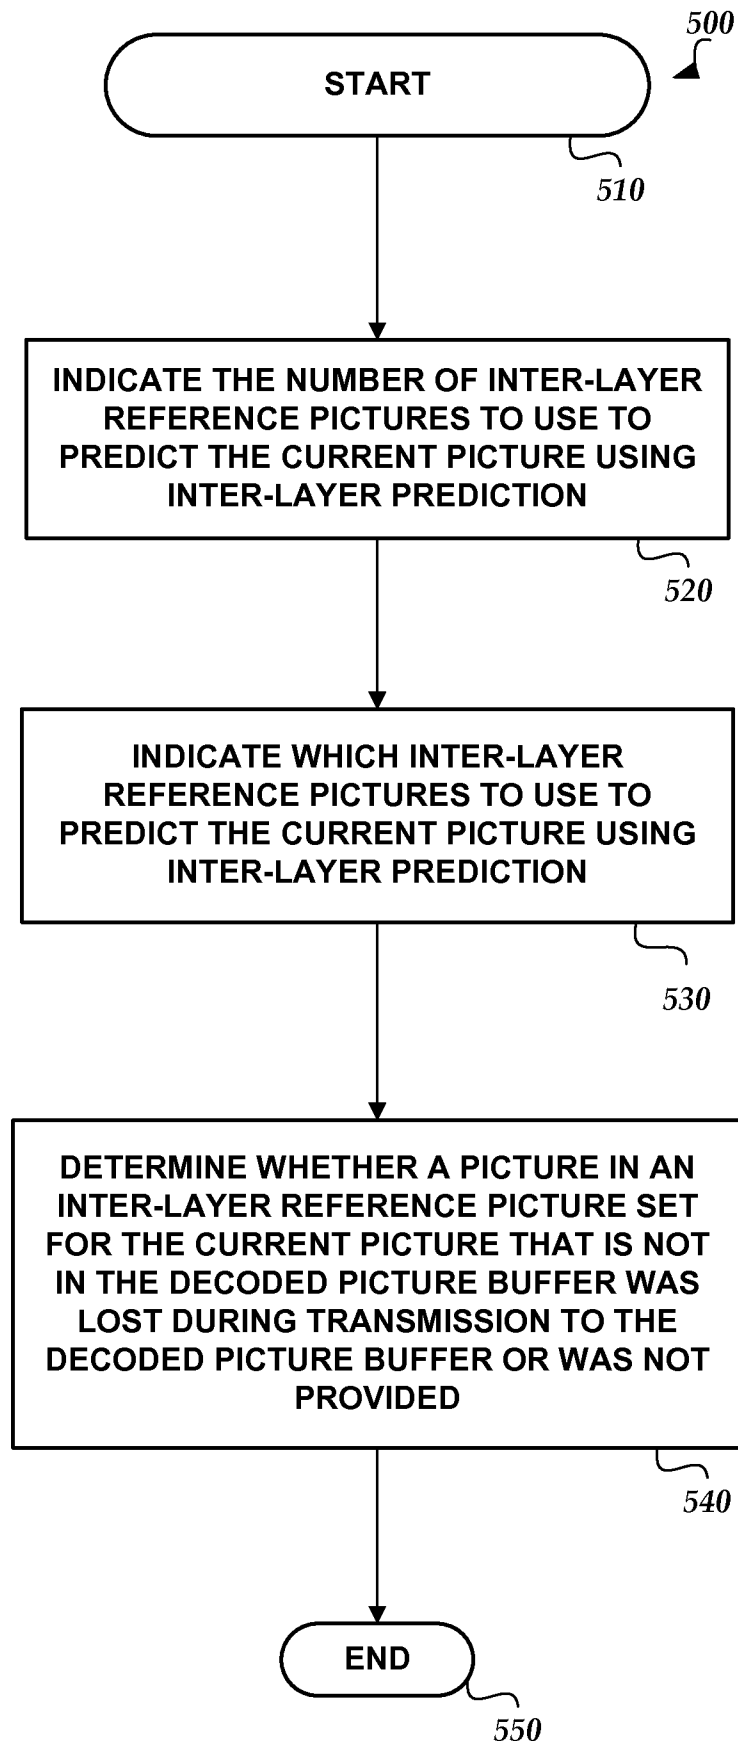 500
START
510
INDICATE THE NUMBER OF INTER-LAYER
REFERENCE PICTURES TO USE TO
PREDICT THE CURRENT PICTURE USING
INTER-LAYER PREDICTION
520
INDICATE WHICH INTER-LAYER
REFERENCE PICTURES TO USE TO
PREDICT THE CURRENT PICTURE USING
INTER-LAYER PREDICTION
530
DETERMINE WHETHER A PICTURE IN AN
INTER-LAYER REFERENCE PICTURE SET
FOR THE CURRENT PICTURE THAT IS NOT
IN THE DECODED PICTURE BUFFER WAS
LOST DURING TRANSMISSION TO THE
DECODED PICTURE BUFFER OR WAS NOT
PROVIDED
540
END
550